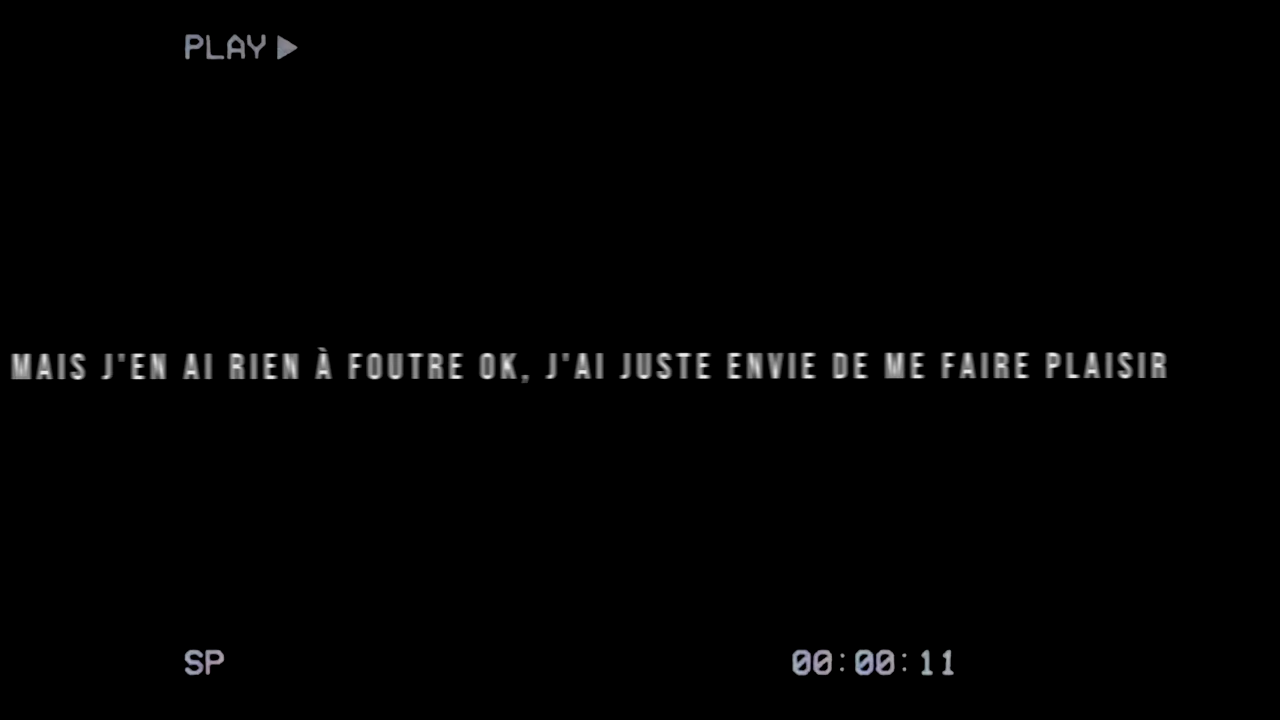 PLAY ▶
MAIS J'EN AI RIEN À FOUTRE OK, J'AI JUSTE ENVIE DE ME FAIRE PLAISIR
SP
00:00:11